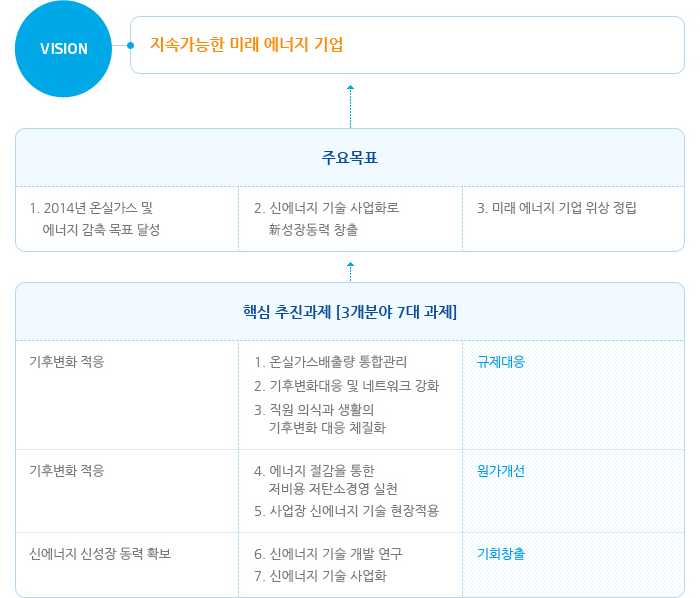 VISION
지속가능한 미래 에너지 기업
주요목표
1. 2014년 온실가스 및
에너지 감축 목표 달성
2. 신에너지 기술 사업화로
新성장동력 창출
3. 미래 에너지 기업 위상 정립
핵심 추진과제 [3개분야 7대 과제]
기후변화 적응
1. 온실가스배출량 통합관리
2. 기후변화대응 및 네트워크 강화
3. 직원 의식과 생활의
기후변화 대응 체질화
규제대응
기후변화 적응
4. 에너지 절감을 통한
저비용 저탄소경영 실천
5. 사업장 신에너지 기술 현장적용
원가개선
신에너지 신성장 동력 확보
6. 신에너지 기술 개발 연구
7. 신에너지 기술 사업화
기회창출